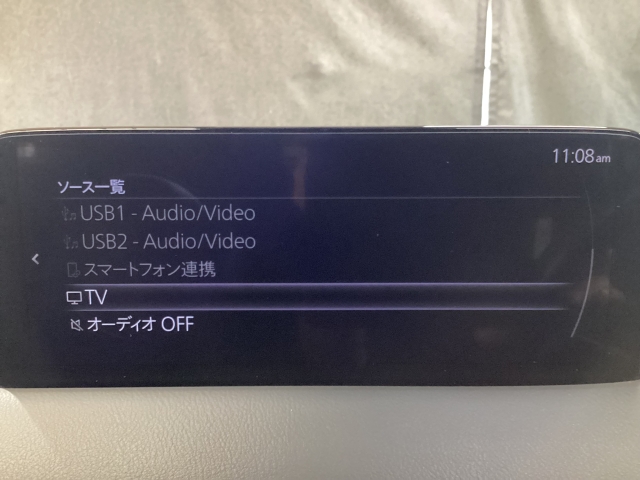 11:08am
ソース一覧
USB1 - Audio/Video
USB2 - Audio/Video
スマートフォン連携
TV
オーディオ OFF